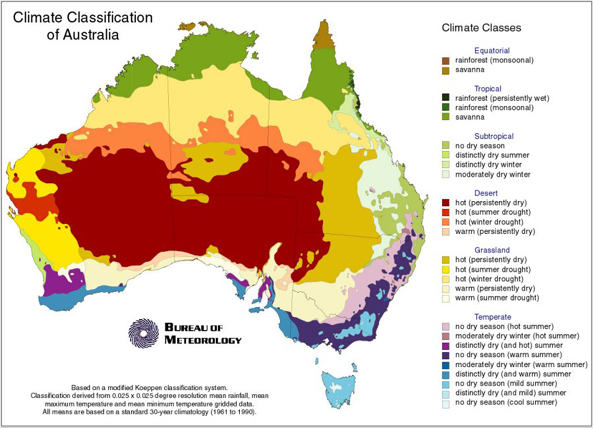 Climate Classification
of Australia
Climate Classes
Equatorial
rainforest (monsoonal)
savanna
Tropical
rainforest (persistently wet)
rainforest (monsoonal)
savanna
Subtropical
no dry season
distinctly dry summer
distinctly dry winter
moderately dry winter
Desert
hot (persistently dry)
hot (summer drought)
hot (winter drought)
warm (persistently dry)
Grassland
hot (persistently dry)
hot (summer drought)
hot (winter drought)
warm (persistently dry)
warm (summer drought)
Temperate
no dry season (hot summer)
moderately dry winter (hot summer)
distinctly dry (and hot) summer
no dry season (warm summer)
moderately dry winter (warm summer)
distinctly dry (and warm) summer
no dry season (mild summer)
distinctly dry (and mild) summer
no dry season (cool summer)
BUREAU OF
METEOROLOGY
Based on a modified Koeppen classification system.
Classification derived from 0.025 x 0.025 degree resolution mean rainfall, mean
maximum temperature and mean minimum temperature gridded data.
All means are based on a standard 30-year climatology (1961 to 1990).